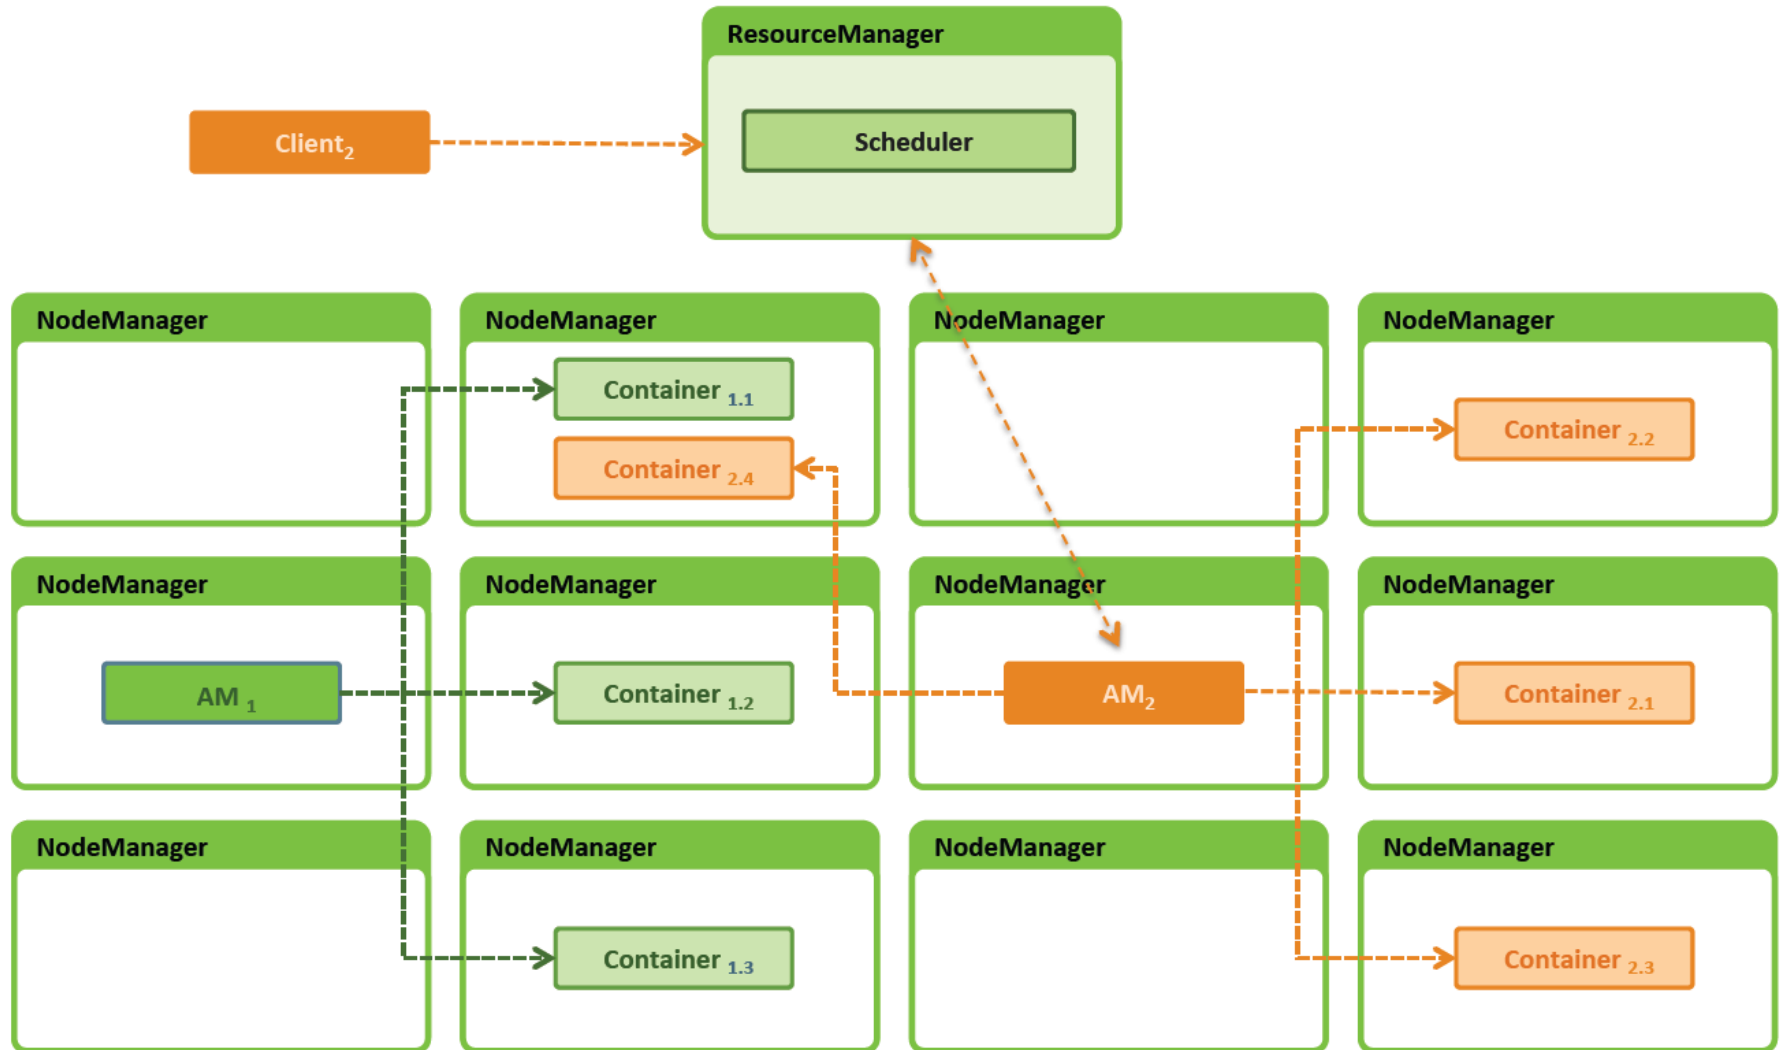 ResourceManager
Client2
Scheduler
NodeManager
NodeManager
NodeManager
NodeManager
Container 1.1
Container 2.4
Container 2.2
NodeManager
NodeManager
NodeManager
NodeManager
AM 1
Container 1.2
AM2
Container 2.1
NodeManager
NodeManager
NodeManager
NodeManager
Container 1.3
Container 2.3